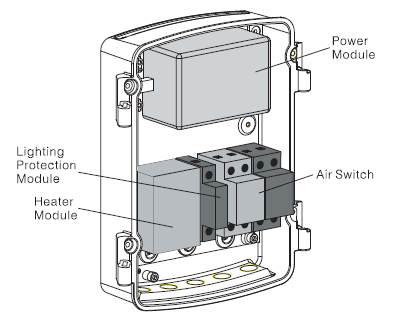 Power
Module
Lighting
Protection
Module
Heater
Module
Air Switch